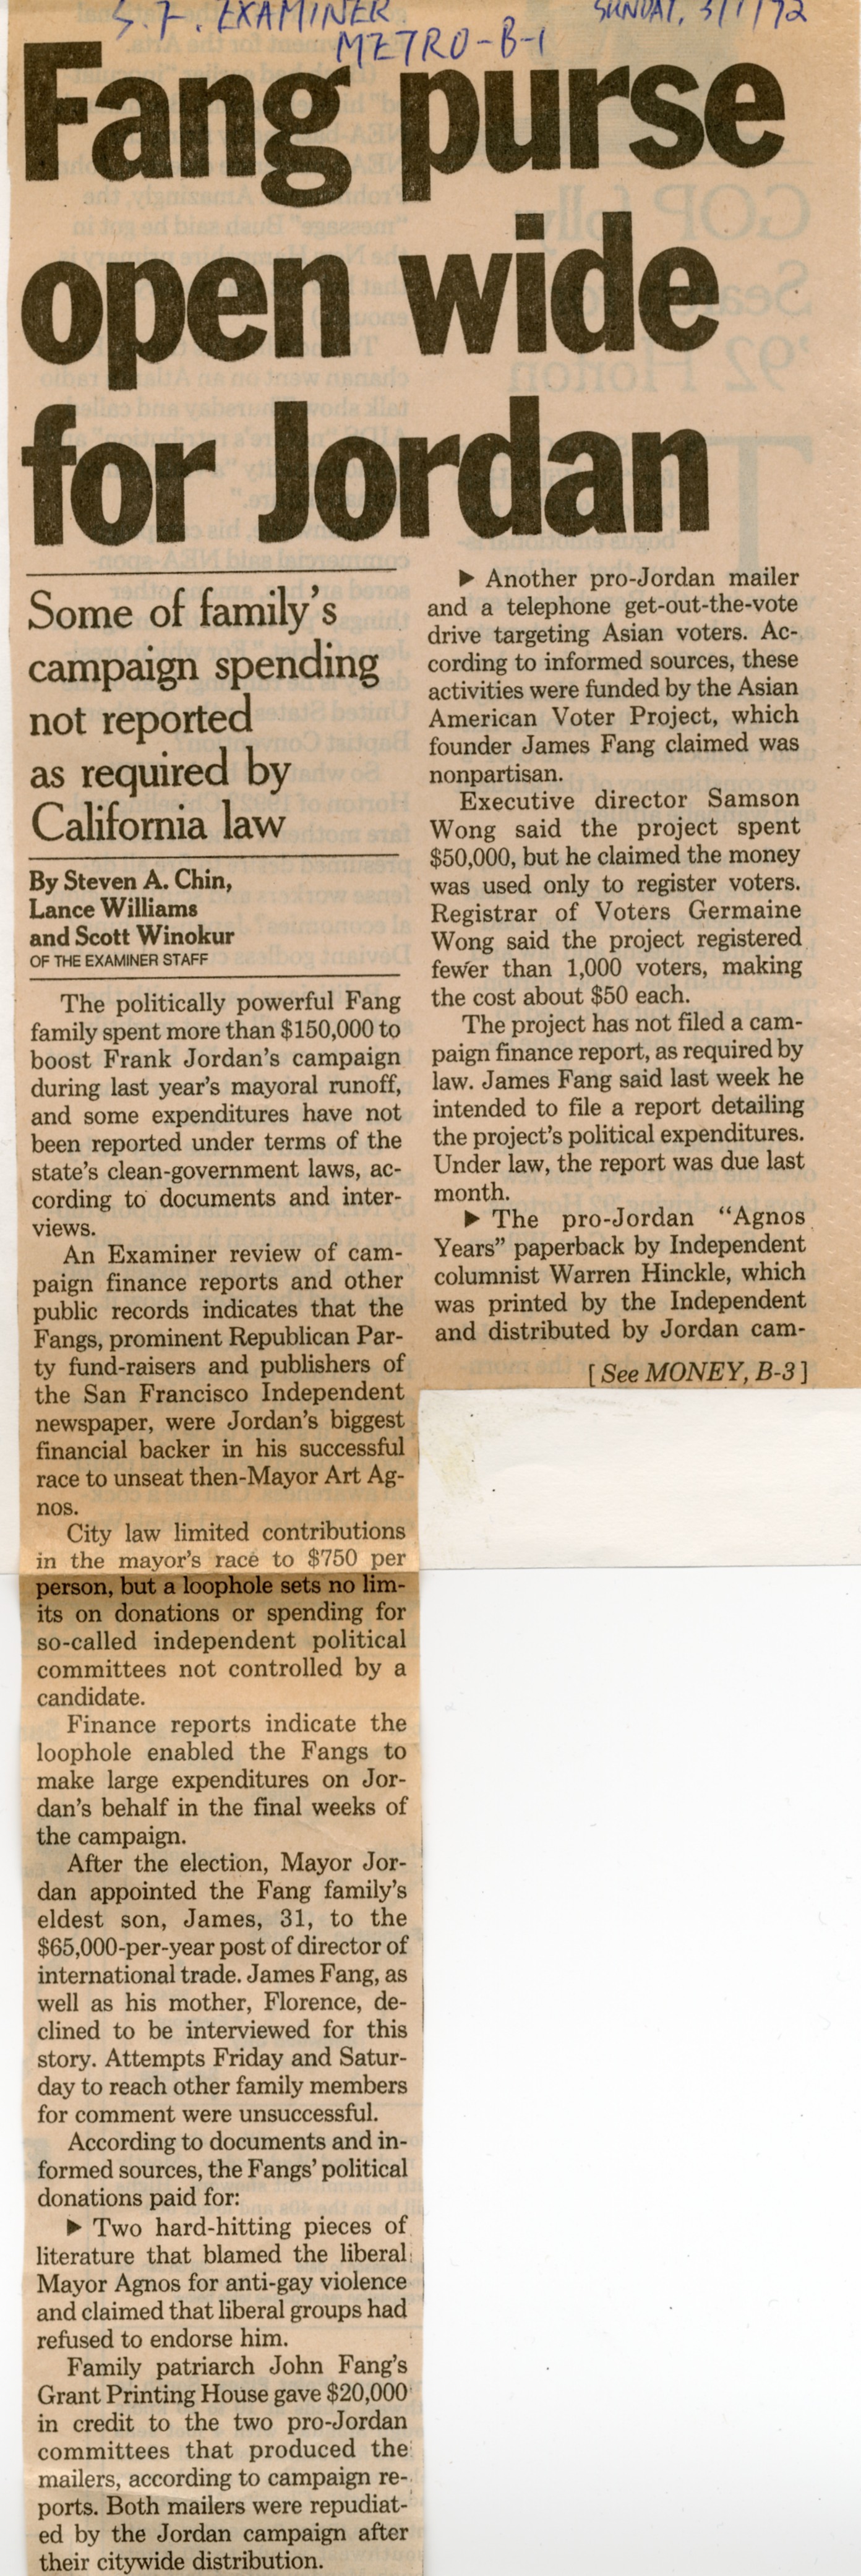 S.F. EXAMINER
SUNDAY, 3/1/92
METRO-B-1
Fang purse
open wide
for Jordan
Some of family's
campaign spending
not reported
as required by
California law
By Steven A. Chin,
Lance Williams
and Scott Winokur
OF THE EXAMINER STAFF
The politically powerful Fang
family spent more than $150,000 to
boost Frank Jordan's campaign
during last year's mayoral runoff,
and some expenditures have not
been reported under terms of the
state's clean-government laws, ac-
cording to documents and inter-
views.
An Examiner review of cam-
paign finance reports and other
public records indicates that the
Fangs, prominent Republican Par-
ty fund-raisers and publishers of
the San Francisco Independent
newspaper, were Jordan's biggest
financial backer in his successful
race to unseat then-Mayor Art Ag-
nos.
City law limited contributions
in the mayor's race to $750 per
person, but a loophole sets no lim-
its on donations or spending for
so-called independent political
committees not controlled by a
candidate.
Finance reports indicate the
loophole enabled the Fangs to
make large expenditures on Jor-
dan's behalf in the final weeks of
the campaign.
After the election, Mayor Jor-
dan appointed the Fang family's
eldest son, James, 31, to the
$65,000-per-year post of director of
international trade. James Fang, as
well as his mother, Florence, de-
clined to be interviewed for this
story. Attempts Friday and Satur-
day to reach other family members
for comment were unsuccessful.
According to documents and in-
formed sources, the Fangs' political
donations paid for:
▶ Two hard-hitting pieces of
literature that blamed the liberal
Mayor Agnos for anti-gay violence
and claimed that liberal groups had
refused to endorse him.
Family patriarch John Fang's
Grant Printing House gave $20,000
in credit to the two pro-Jordan
committees that produced the
mailers, according to campaign re-
ports. Both mailers were repudiat-
ed by the Jordan campaign after
their citywide distribution.
▶ Another pro-Jordan mailer
and a telephone get-out-the-vote
drive targeting Asian voters. Ac-
cording to informed sources, these
activities were funded by the Asian
American Voter Project, which
founder James Fang claimed was
nonpartisan.
Executive director Samson
Wong said the project spent
$50,000, but he claimed the money
was used only to register voters.
Registrar of Voters Germaine
Wong said the project registered
fewer than 1,000 voters, making
the cost about $50 each.
The project has not filed a cam-
paign finance report, as required by
law. James Fang said last week he
intended to file a report detailing
the project's political expenditures.
Under law, the report was due last
month.
▶ The pro-Jordan “Agnos
Years” paperback by Independent
columnist Warren Hinckle, which
was printed by the Independent
and distributed by Jordan cam-
[See MONEY, B-3]